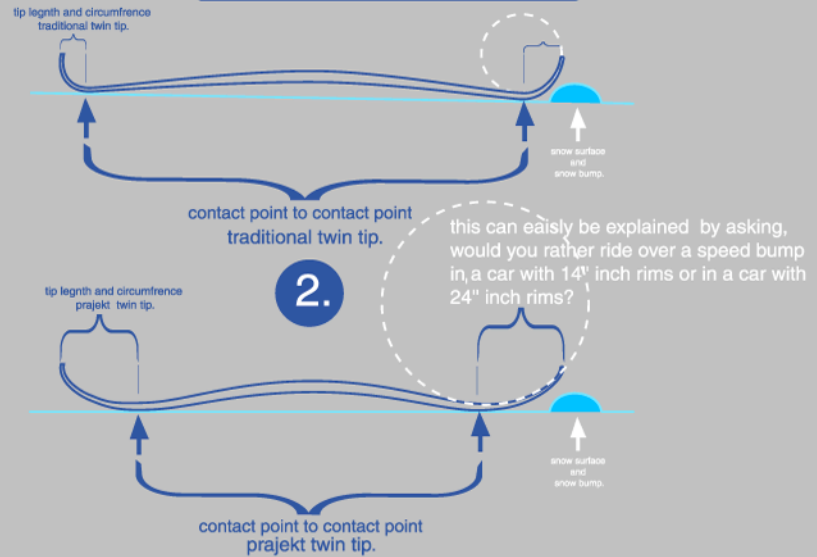 tip legnth and circumfrence
traditional twin tip.
snow surface
and
snow bump.
contact point to contact point
traditional twin tip.
this can eaisly be explained by asking,
would you rather ride over a speed bump
in a car with 14" inch rims or in a car with
24" inch rims?
2.
tip legnth and circumfrence
prajekt twin tip.
snow surface
and
snow bump.
contact point to contact point
prajekt twin tip.